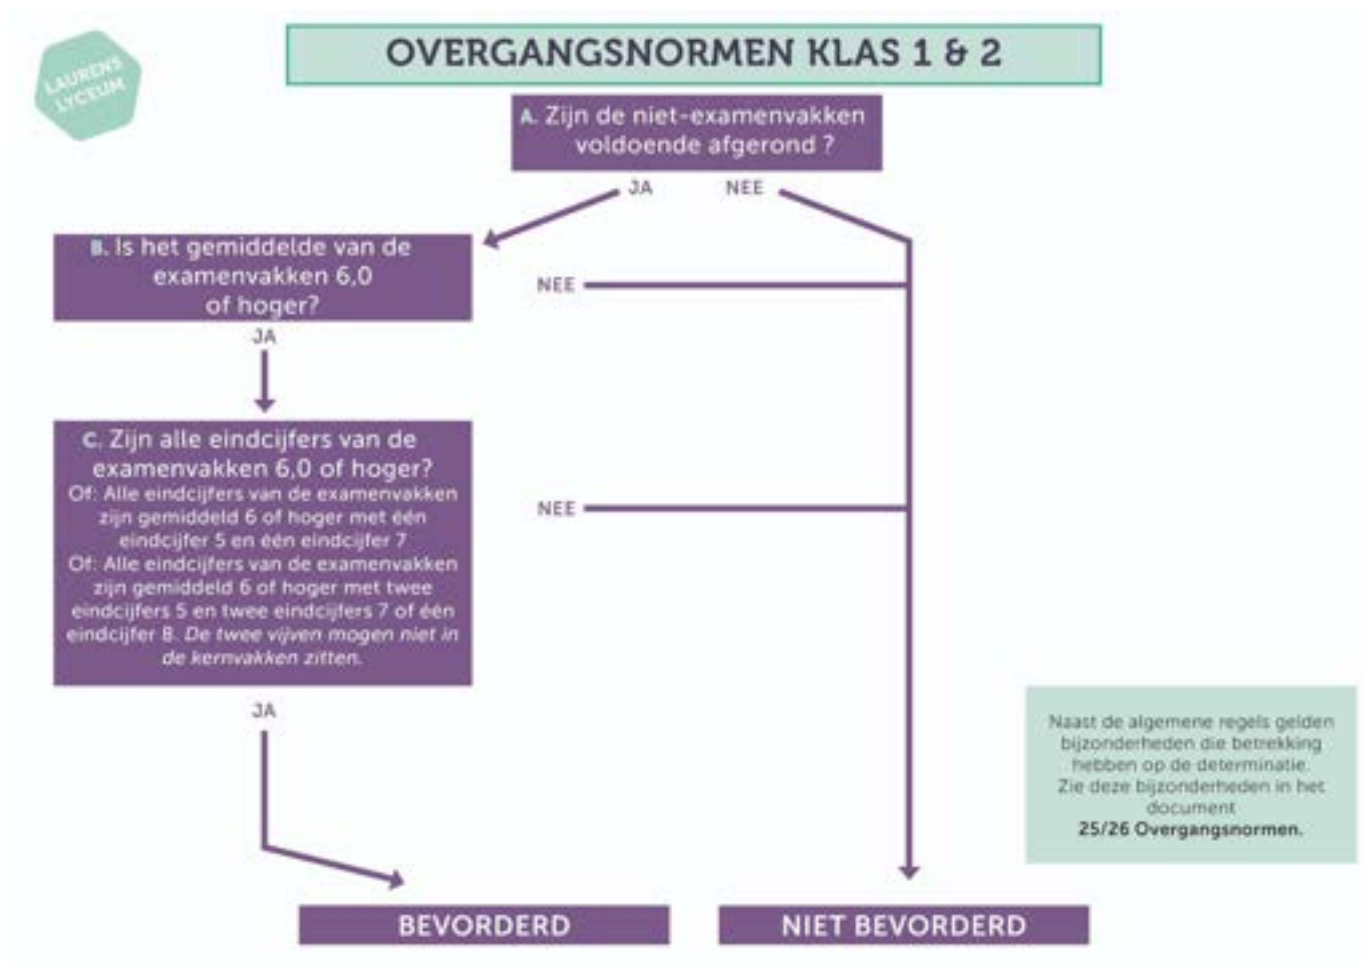 LAURENS
LYCEUM
OVERGANGSNORMEN KLAS 1 & 2
A. Zijn de niet-examenvakken
voldoende afgerond ?
JA
NEE
B. Is het gemiddelde van de
examenvakken 6,0
of hoger?
NEE
JA
C. Zijn alle eindcijfers van de
examenvakken 6,0 of hoger?
Of: Alle eindcijfers van de examenvakken
zijn gemiddeld 6 of hoger met één
eindcijfer 5 en één eindcijfer 7
Of: Alle eindcijfers van de examenvakken
zijn gemiddeld 6 of hoger met twee
eindcijfers 5 en twee eindcijfers 7 of één
eindcijfer 8. De twee vijven mogen niet in
de kernvakken zitten.
NEE
JA
Naast de algemene regels gelden
bijzonderheden die betrekking
hebben op de determinatie.
Zie deze bijzonderheden in het
document
25/26 Overgangsnormen.
BEVORDERD
NIET BEVORDERD